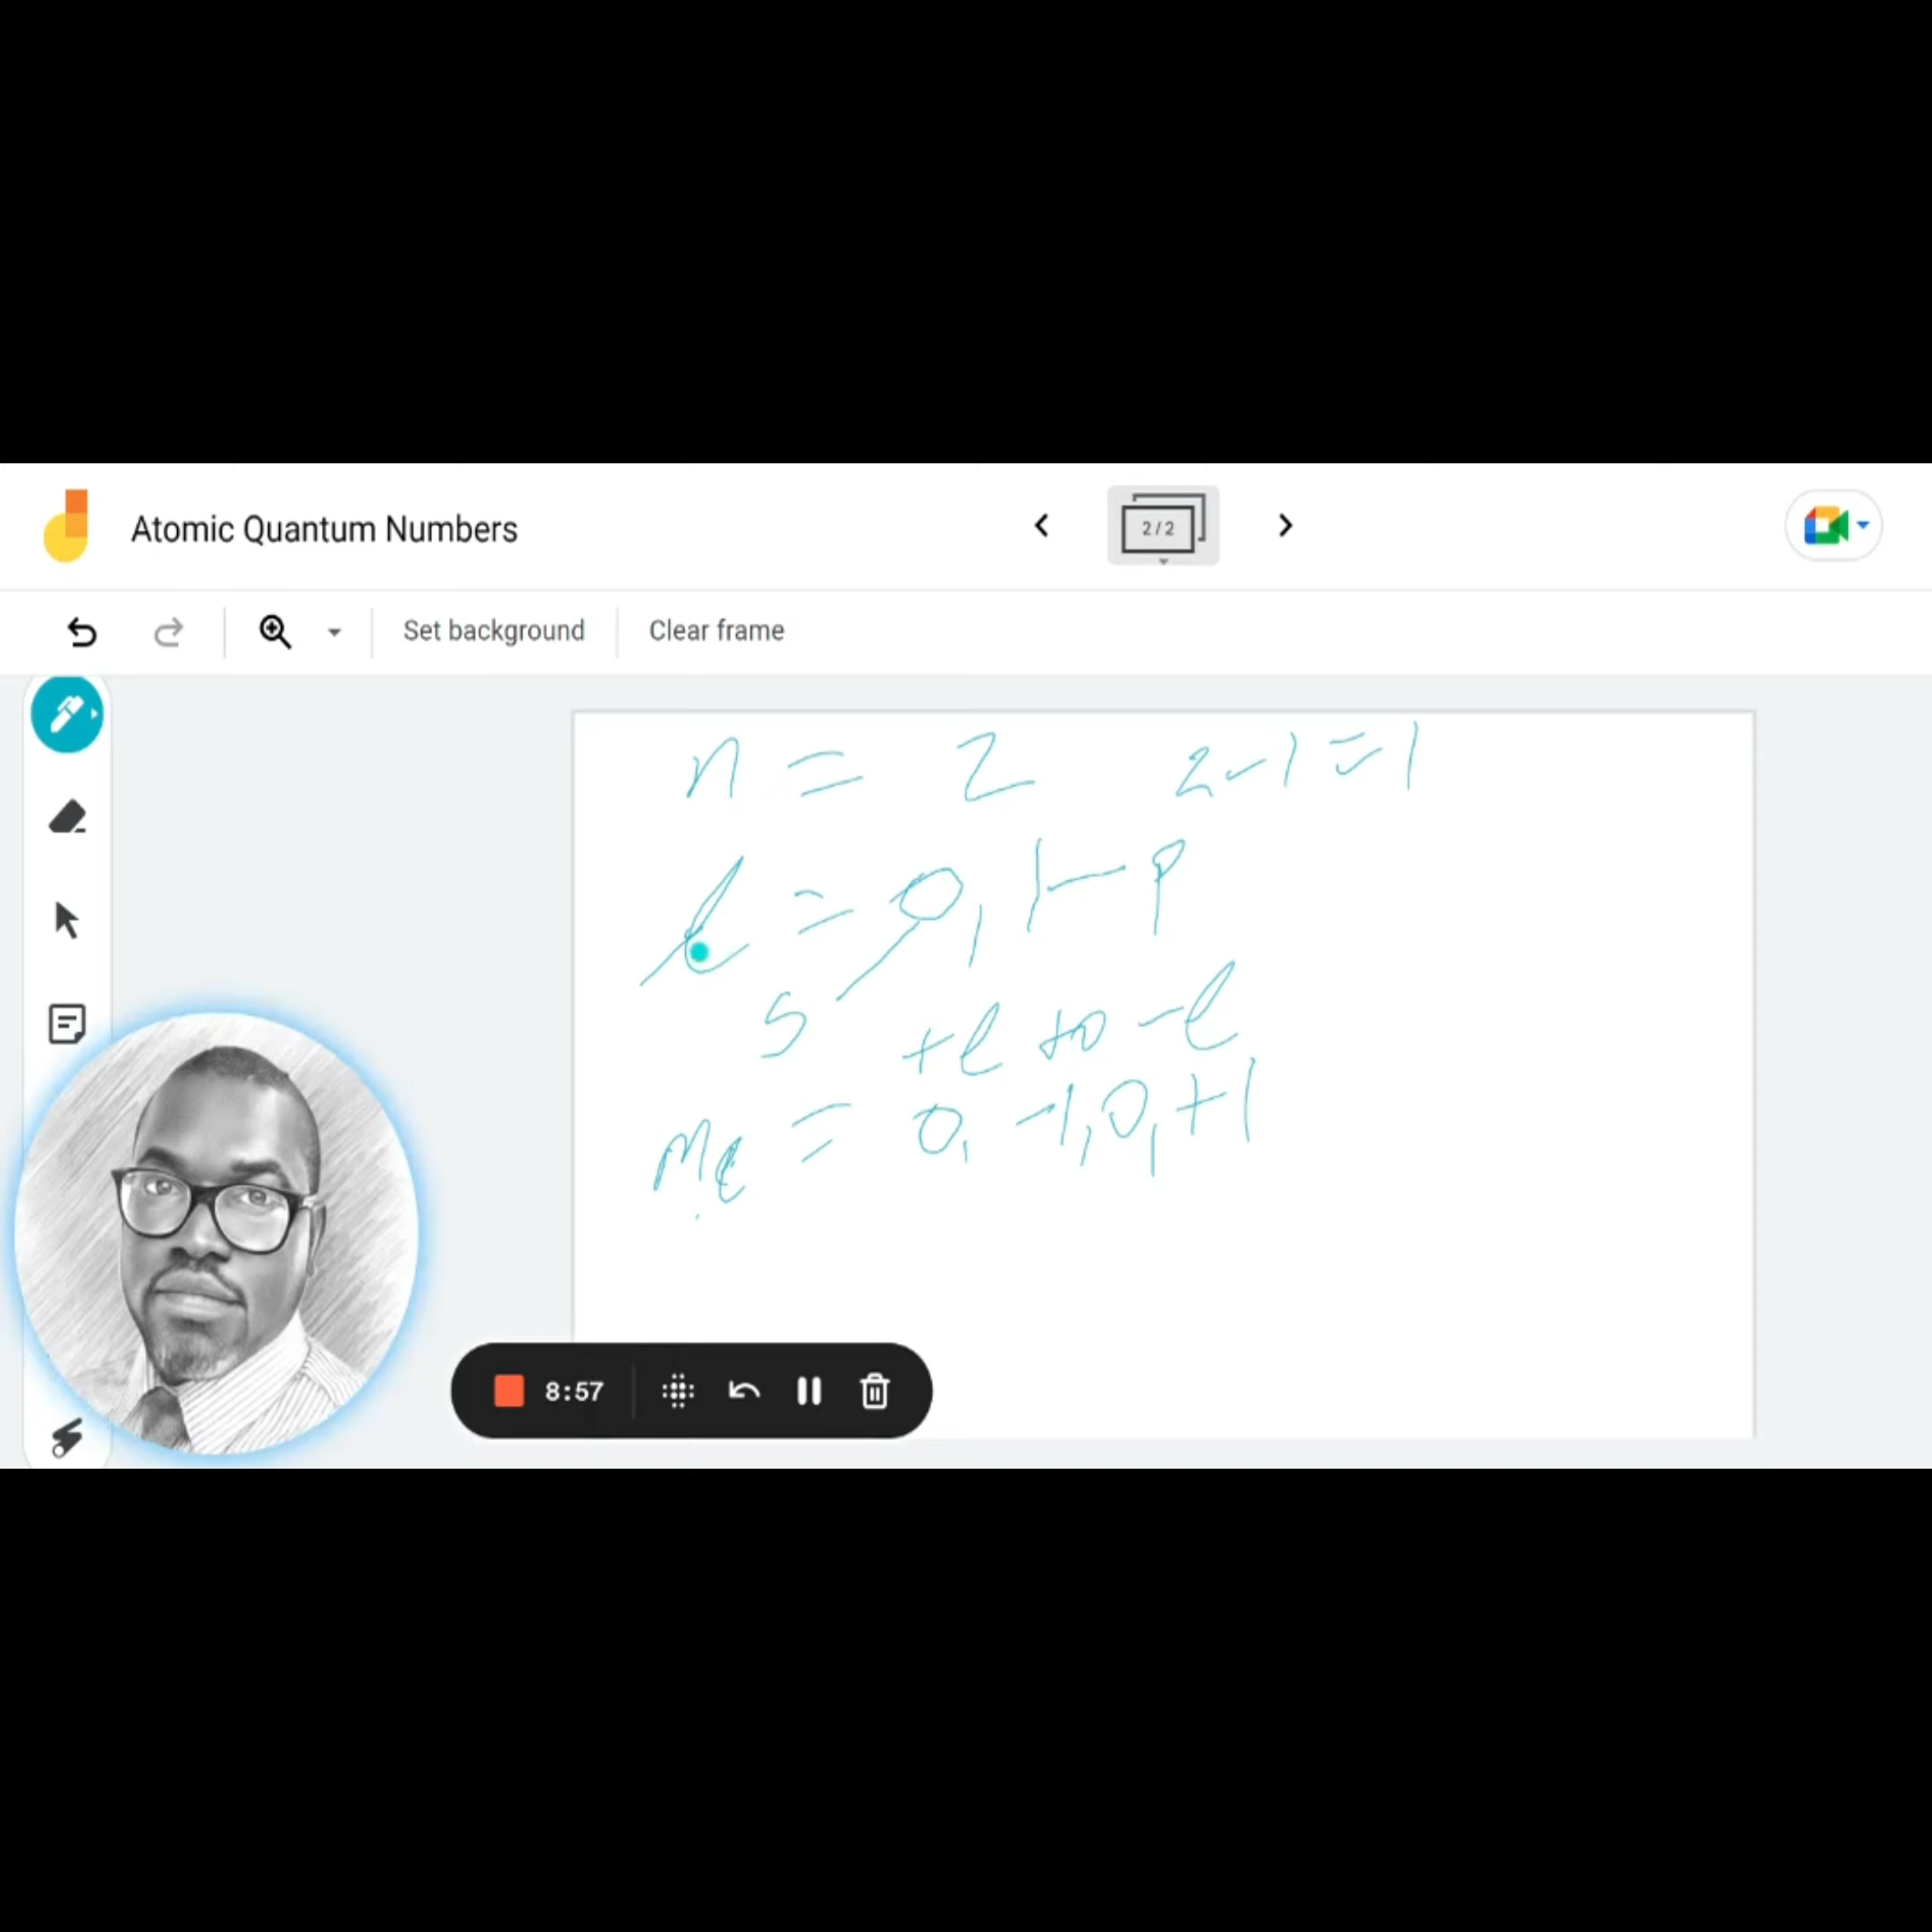 Atomic Quantum Numbers
2/2
Set background
Clear frame
n = 2 2-1=1
l = 0, 1 - p
s
+l to -l
ml = 0, -1, 0, +1
8:57